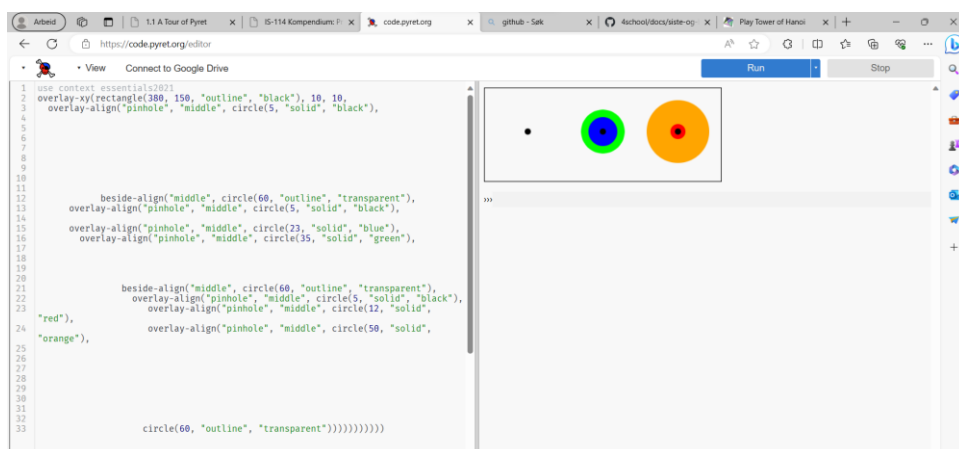 Arbeid
1.1 A Tour of Pyret
IS-114 Kompendium: P
code.pyret.org
github - Søk
4school/docs/siste-og-
Play Tower of Hanoi
https://code.pyret.org/editor
View
Connect to Google Drive
Run
Stop
1 use context essentials2021
2 overlay-xy(rectangle(380, 150, "outline", "black"), 10, 10,
3 overlay-align("pinhole", "middle", circle(5, "solid", "black"),
4
5
6
7
8
9
10
11
12 beside-align("middle", circle(60, "outline", "transparent"),
13 overlay-align("pinhole", "middle", circle(5, "solid", "black"),
14
15 overlay-align("pinhole", "middle", circle(23, "solid", "blue"),
16 overlay-align("pinhole", "middle", circle(35, "solid", "green"),
17
18
19
20
21 beside-align("middle", circle(60, "outline", "transparent"),
22 overlay-align("pinhole", "middle", circle(5, "solid", "black"),
23 overlay-align("pinhole", "middle", circle(12, "solid",
"red"),
24 overlay-align("pinhole", "middle", circle(50, "solid",
"orange"),
25
26
27
28
29
30
31
32
33 circle(60, "outline", "transparent")))))))))))
›››